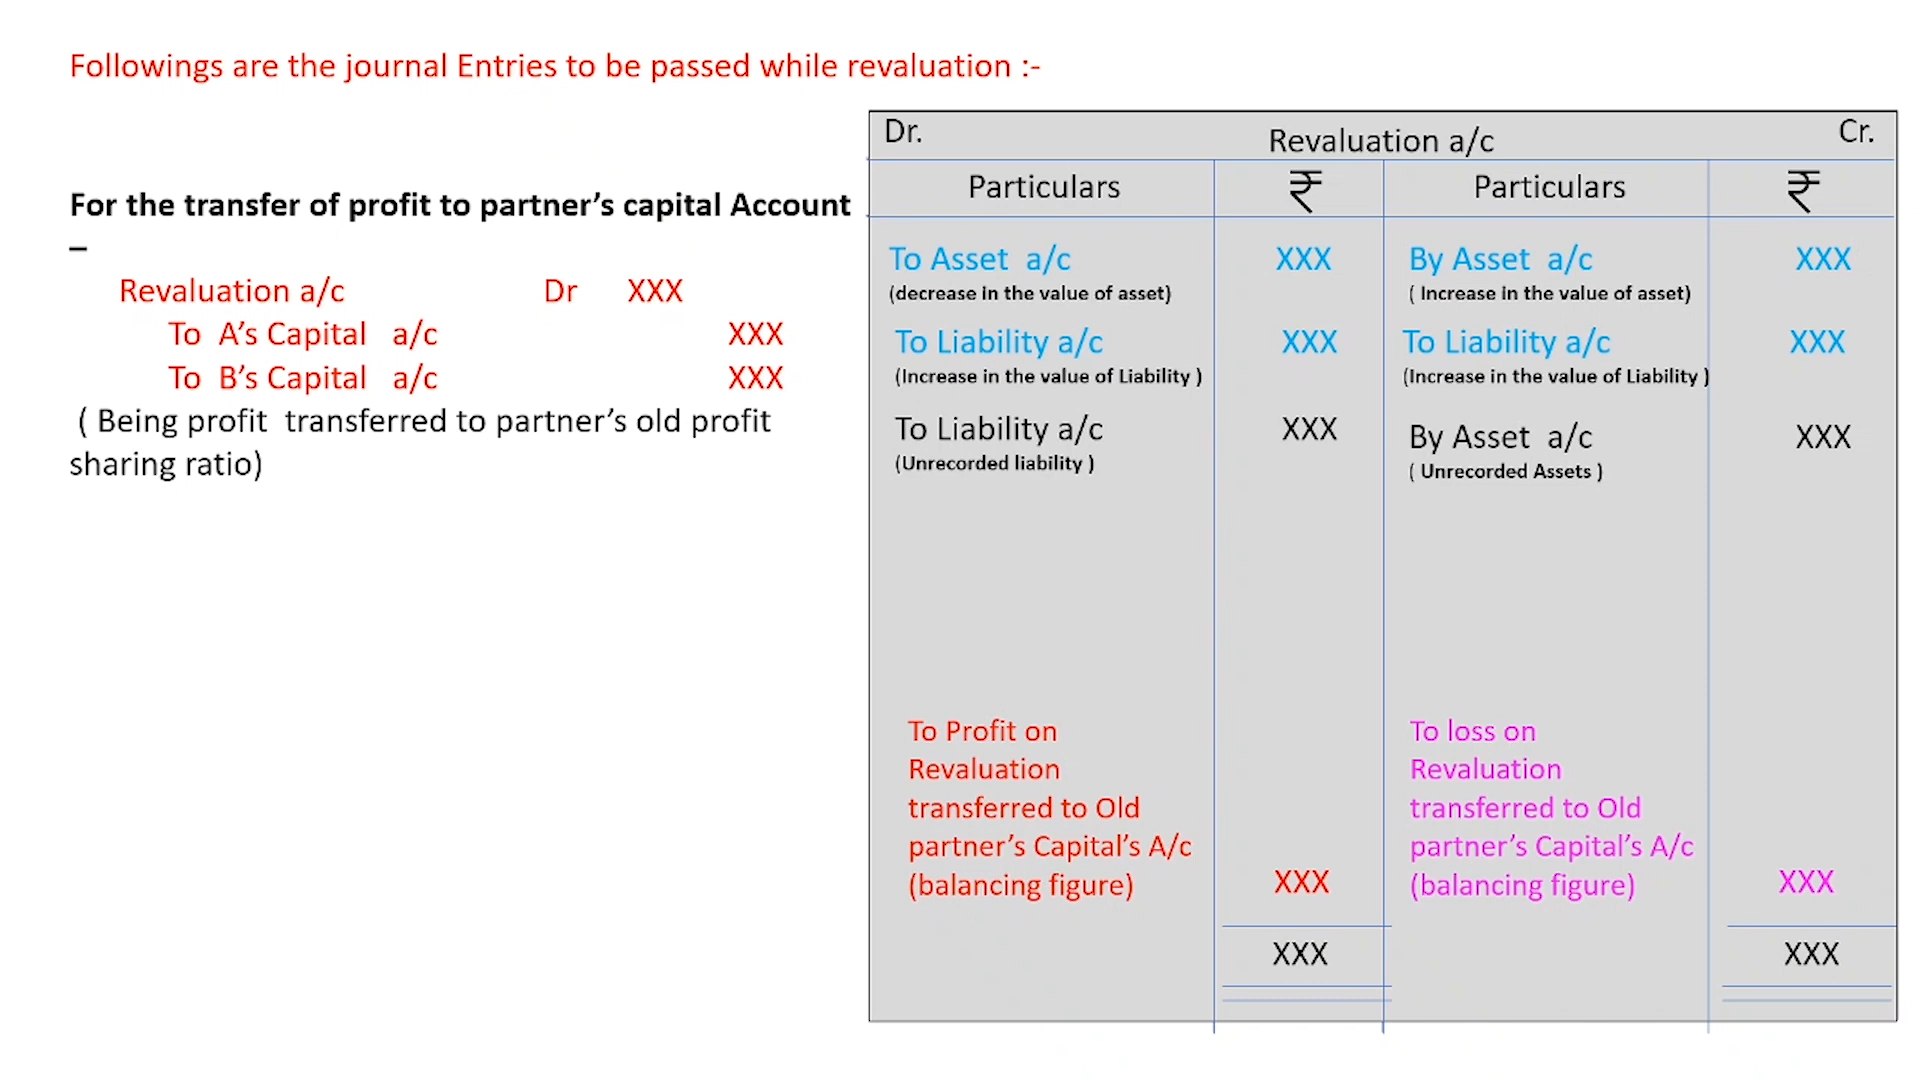 Followings are the journal Entries to be passed while revaluation :-
For the transfer of profit to partner’s capital Account
–
Revaluation a/c Dr XXX
To A’s Capital a/c XXX
To B’s Capital a/c XXX
( Being profit transferred to partner’s old profit
sharing ratio)
Dr. Revaluation a/c Cr.
Particulars ₹ Particulars ₹
To Asset a/c XXX By Asset a/c XXX
(decrease in the value of asset) ( Increase in the value of asset)
To Liability a/c XXX To Liability a/c XXX
(Increase in the value of Liability ) (Increase in the value of Liability )
To Liability a/c XXX By Asset a/c XXX
(Unrecorded liability ) ( Unrecorded Assets )
To Profit on
Revaluation
transferred to Old
partner’s Capital’s A/c
(balancing figure) XXX
To loss on
Revaluation
transferred to Old
partner’s Capital’s A/c
(balancing figure) XXX
XXX XXX